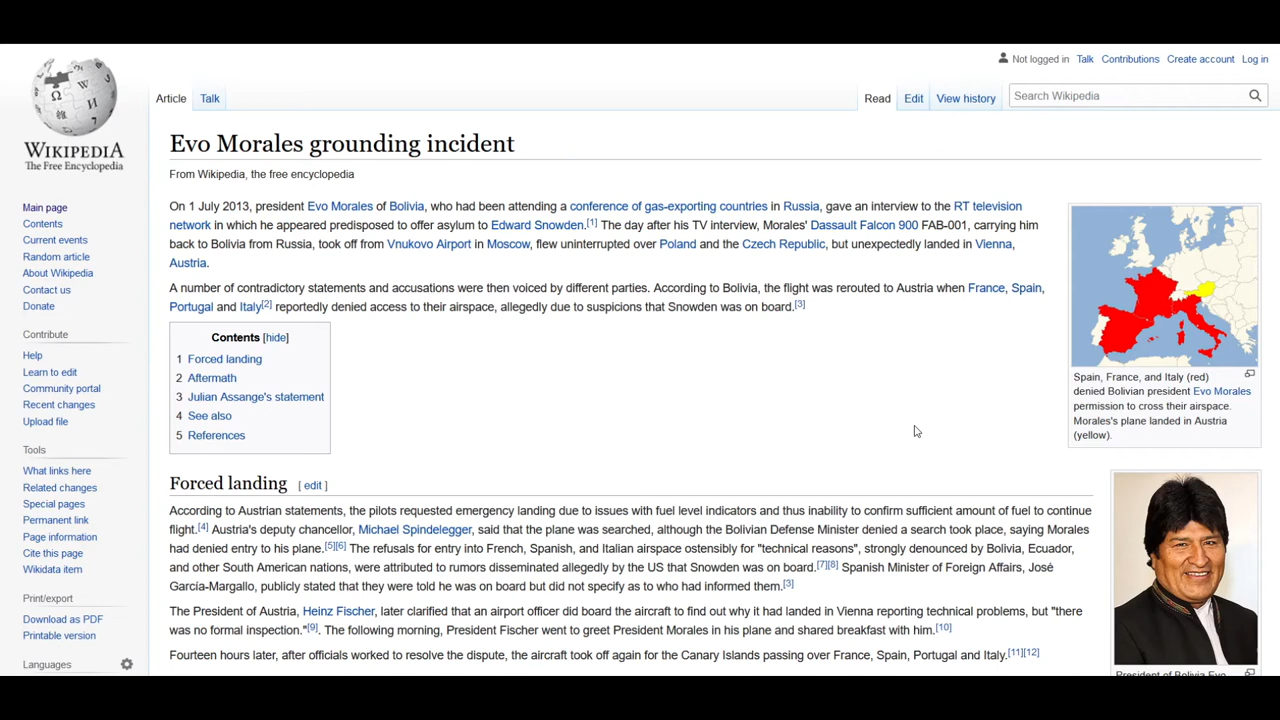 Not logged in Talk Contributions Create account Log in
Article Talk
Read Edit View history
Search Wikipedia
WIKIPEDIA
The Free Encyclopedia
Main page
Contents
Current events
Random article
About Wikipedia
Contact us
Donate
Contribute
Help
Learn to edit
Community portal
Recent changes
Upload file
Tools
What links here
Related changes
Special pages
Permanent link
Page information
Cite this page
Wikidata item
Print/export
Download as PDF
Printable version
Languages
Evo Morales grounding incident
From Wikipedia, the free encyclopedia
On 1 July 2013, president Evo Morales of Bolivia, who had been attending a conference of gas-exporting countries in Russia, gave an interview to the RT television
network in which he appeared predisposed to offer asylum to Edward Snowden.[1] The day after his TV interview, Morales' Dassault Falcon 900 FAB-001, carrying him
back to Bolivia from Russia, took off from Vnukovo Airport in Moscow, flew uninterrupted over Poland and the Czech Republic, but unexpectedly landed in Vienna,
Austria.
A number of contradictory statements and accusations were then voiced by different parties. According to Bolivia, the flight was rerouted to Austria when France, Spain,
Portugal and Italy[2] reportedly denied access to their airspace, allegedly due to suspicions that Snowden was on board.[3]
Contents [hide]
1 Forced landing
2 Aftermath
3 Julian Assange's statement
4 See also
5 References
Spain, France, and Italy (red)
denied Bolivian president Evo Morales
permission to cross their airspace.
Morales's plane landed in Austria
(yellow).
Forced landing [ edit ]
According to Austrian statements, the pilots requested emergency landing due to issues with fuel level indicators and thus inability to confirm sufficient amount of fuel to continue
flight.[4] Austria's deputy chancellor, Michael Spindelegger, said that the plane was searched, although the Bolivian Defense Minister denied a search took place, saying Morales
had denied entry to his plane.[5][6] The refusals for entry into French, Spanish, and Italian airspace ostensibly for "technical reasons", strongly denounced by Bolivia, Ecuador,
and other South American nations, were attributed to rumors disseminated allegedly by the US that Snowden was on board.[7][8] Spanish Minister of Foreign Affairs, José
García-Margallo, publicly stated that they were told he was on board but did not specify as to who had informed them.[3]
The President of Austria, Heinz Fischer, later clarified that an airport officer did board the aircraft to find out why it had landed in Vienna reporting technical problems, but "there
was no formal inspection."[9]. The following morning, President Fischer went to greet President Morales in his plane and shared breakfast with him.[10]
Fourteen hours later, after officials worked to resolve the dispute, the aircraft took off again for the Canary Islands passing over France, Spain, Portugal and Italy.[11][12]
President of Bolivia Evo